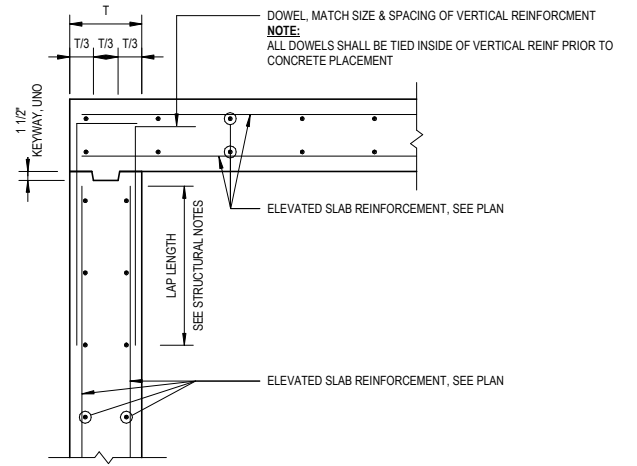 T
T/3 T/3 T/3
DOWEL, MATCH SIZE & SPACING OF VERTICAL REINFORCMENT
NOTE:
ALL DOWELS SHALL BE TIED INSIDE OF VERTICAL REINF PRIOR TO
CONCRETE PLACEMENT
1 1/2"
KEYWAY, UNO
ELEVATED SLAB REINFORCEMENT, SEE PLAN
LAP LENGTH
SEE STRUCTURAL NOTES
ELEVATED SLAB REINFORCEMENT, SEE PLAN